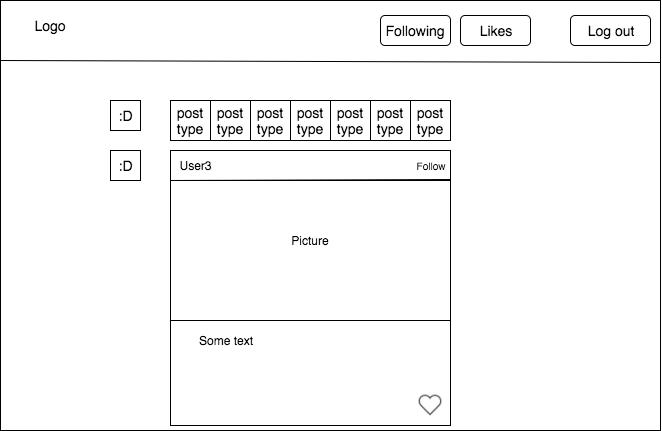 Logo
Following
Likes
Log out
:D
post post post post post post post
type type type type type type type
:D
User3
Follow
Picture
Some text